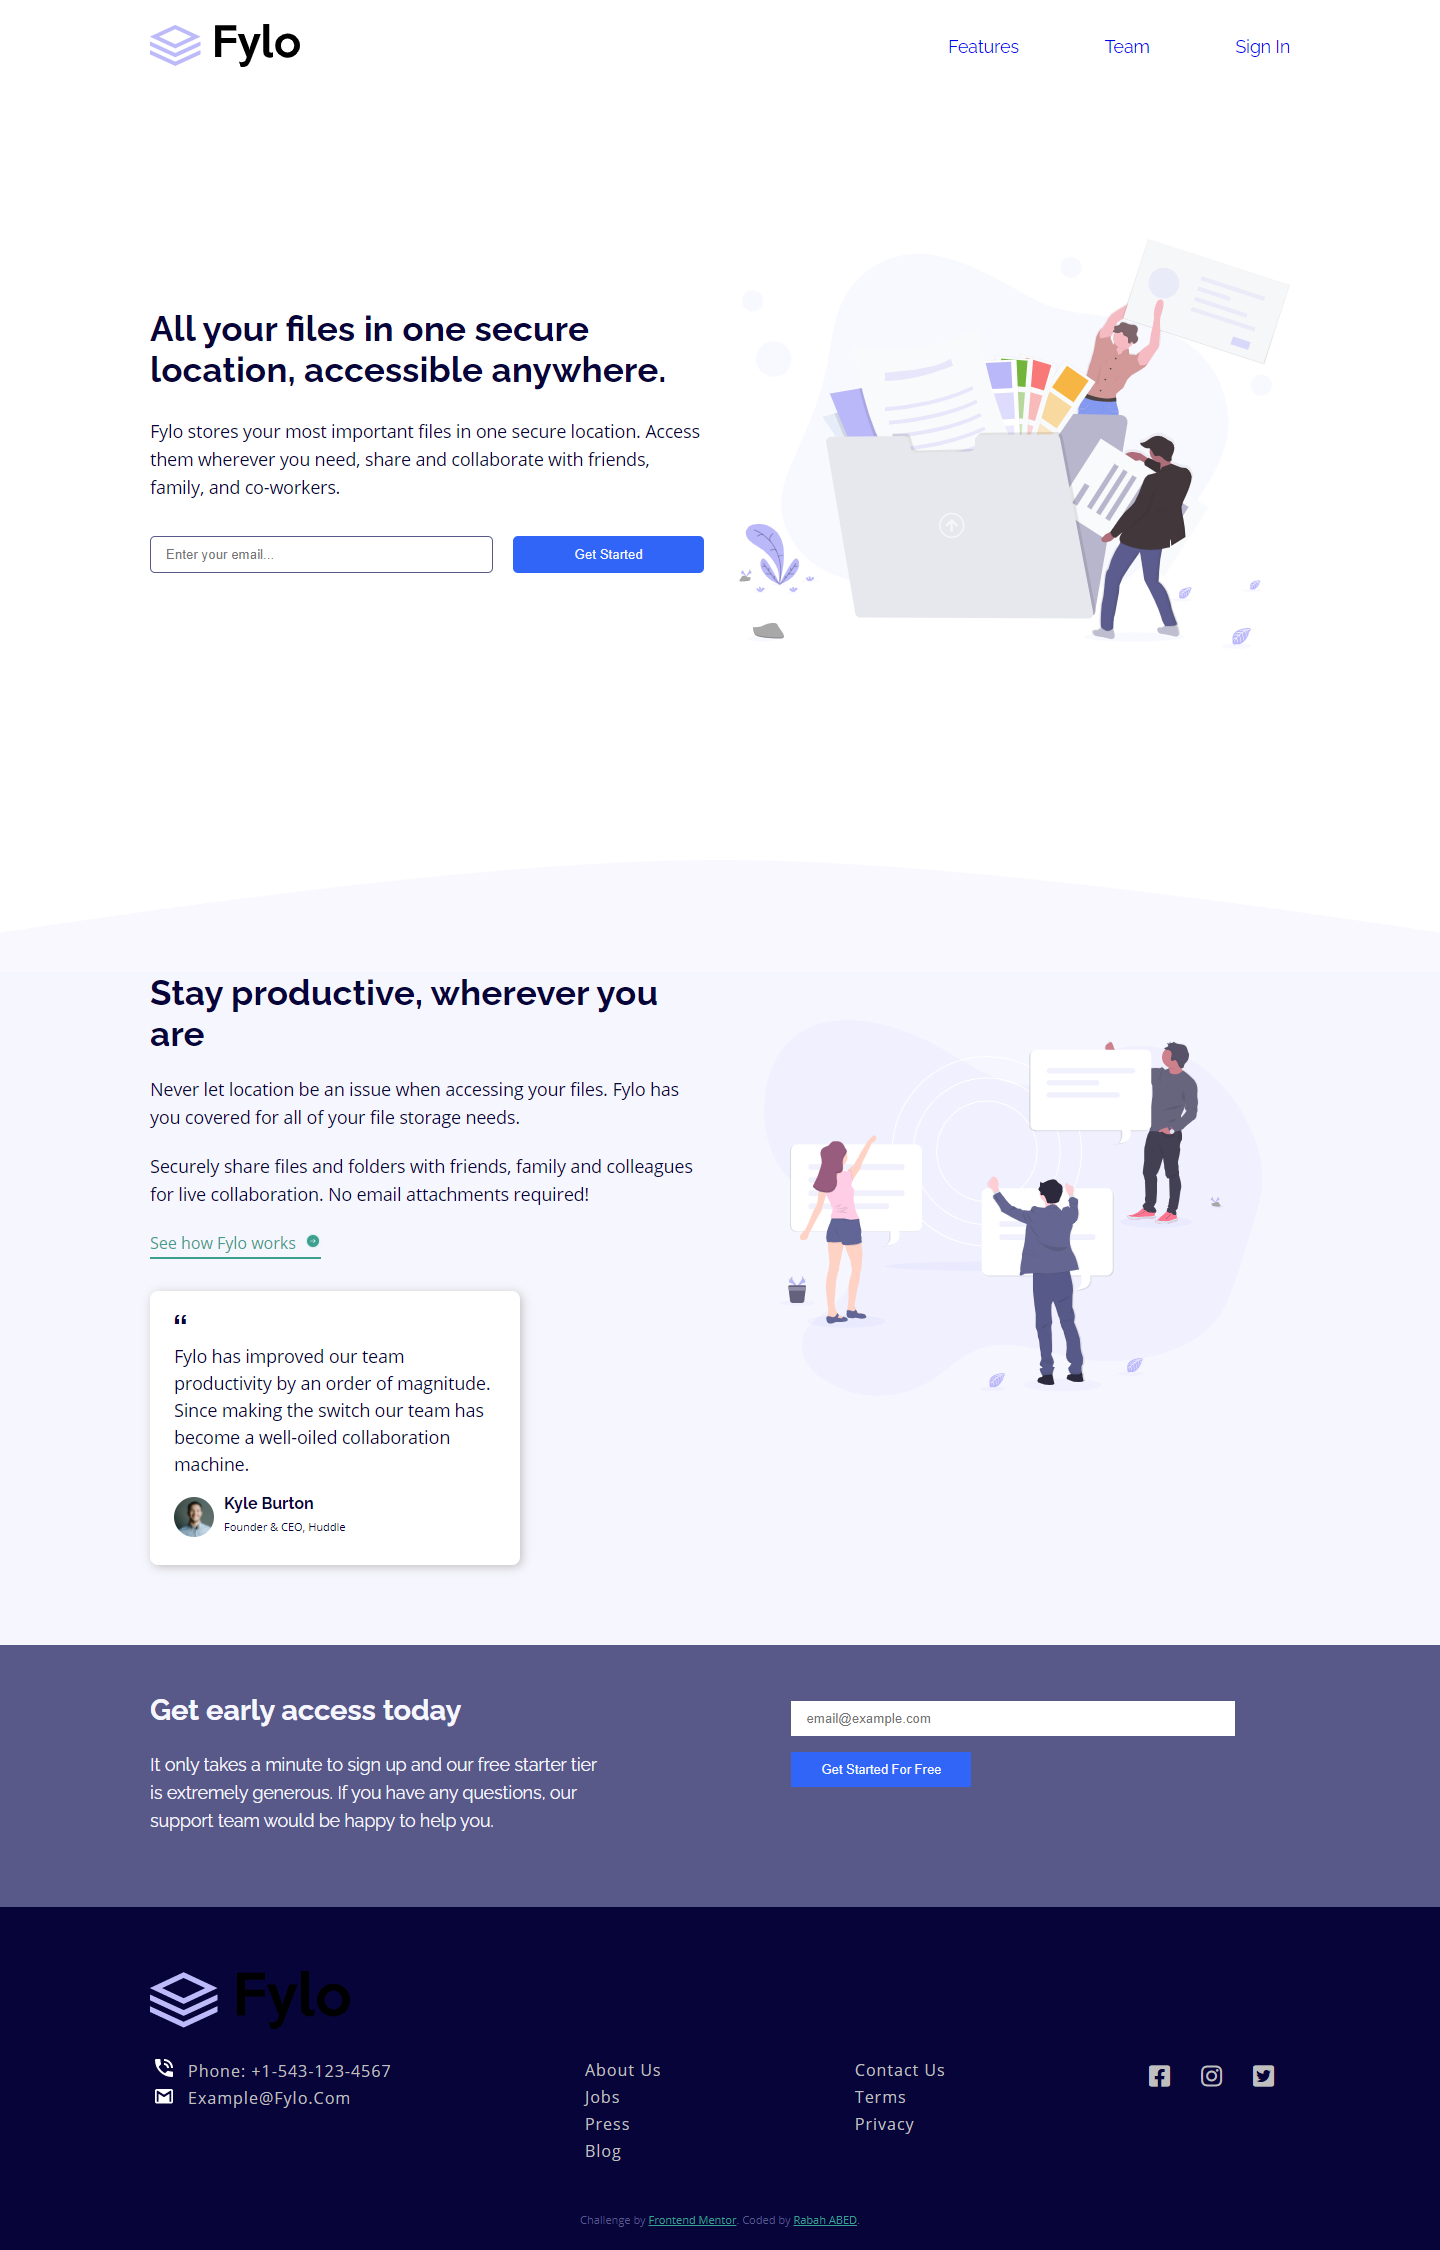 Fylo
Features
Team
Sign In
All your files in one secure
location, accessible anywhere.
Fylo stores your most important files in one secure location. Access
them wherever you need, share and collaborate with friends,
family, and co-workers.
Enter your email...
Get Started
Stay productive, wherever you
are
Never let location be an issue when accessing your files. Fylo has
you covered for all of your file storage needs.
Securely share files and folders with friends, family and colleagues
for live collaboration. No email attachments required!
See how Fylo works
“
Fylo has improved our team
productivity by an order of magnitude.
Since making the switch our team has
become a well-oiled collaboration
machine.
Kyle Burton
Founder & CEO, Huddle
Get early access today
It only takes a minute to sign up and our free starter tier
is extremely generous. If you have any questions, our
support team would be happy to help you.
email@example.com
Get Started For Free
Fylo
Phone: +1-543-123-4567
Example@Fylo.Com
About Us
Jobs
Press
Blog
Contact Us
Terms
Privacy
Challenge by Frontend Mentor. Coded by Rabah ABED.